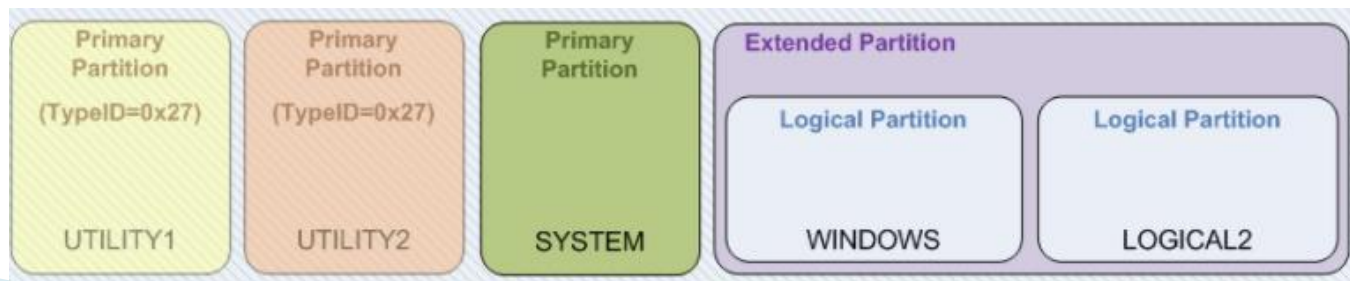 Primary
Partition
(TypeID=0x27)
UTILITY1
Primary
Partition
(TypeID=0x27)
UTILITY2
Primary
Partition
SYSTEM
Extended Partition
Logical Partition
WINDOWS
Logical Partition
LOGICAL2